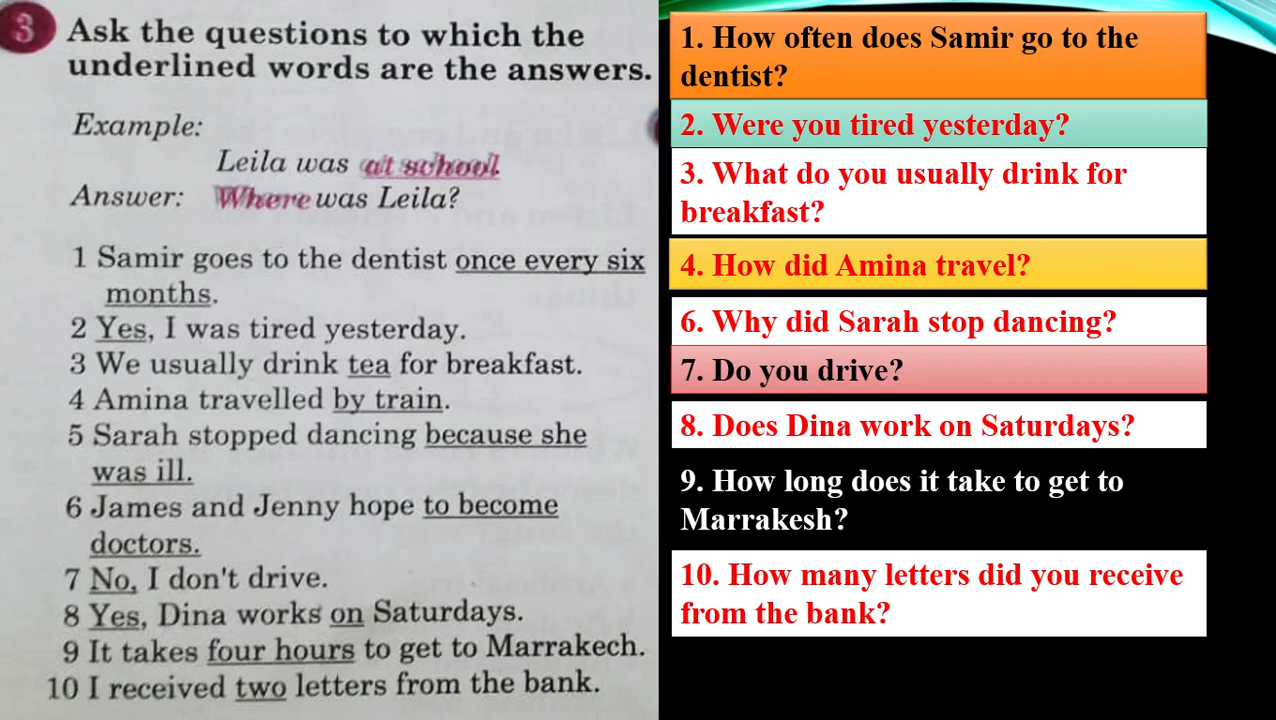 3 Ask the questions to which the
underlined words are the answers.
Example:
Leila was at school.
Answer: Where was Leila?
1 Samir goes to the dentist once every six
months.
2 Yes, I was tired yesterday.
3 We usually drink tea for breakfast.
4 Amina travelled by train.
5 Sarah stopped dancing because she
was ill.
6 James and Jenny hope to become
doctors.
7 No, I don't drive.
8 Yes, Dina works on Saturdays.
9 It takes four hours to get to Marrakech.
10 I received two letters from the bank.
1. How often does Samir go to the
dentist?
2. Were you tired yesterday?
3. What do you usually drink for
breakfast?
4. How did Amina travel?
6. Why did Sarah stop dancing?
7. Do you drive?
8. Does Dina work on Saturdays?
9. How long does it take to get to
Marrakesh?
10. How many letters did you receive
from the bank?